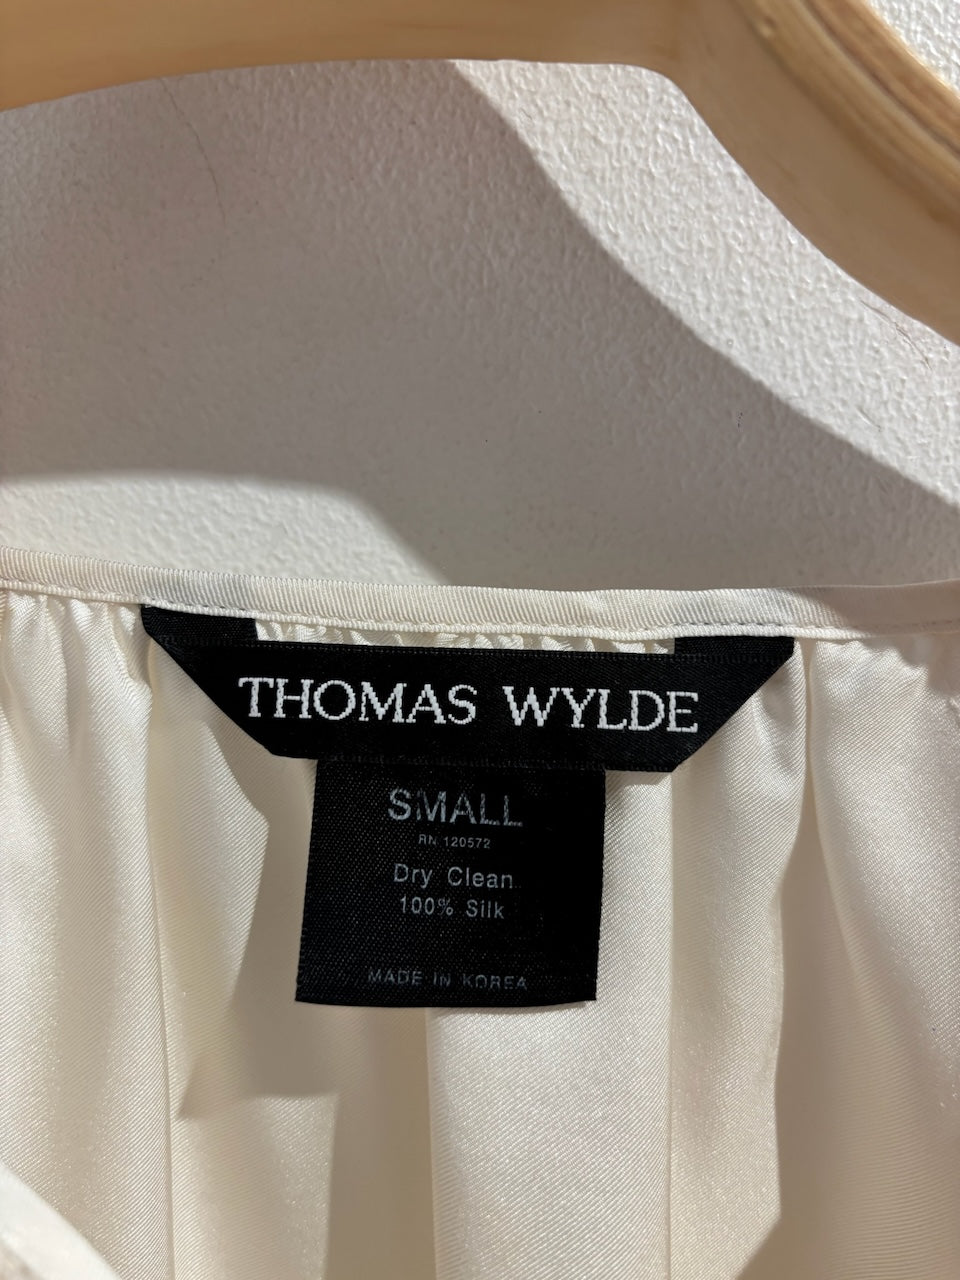 THOMAS WYLDE
SMALL
RN 120572
Dry Clean
100% Silk
MADE IN KOREA